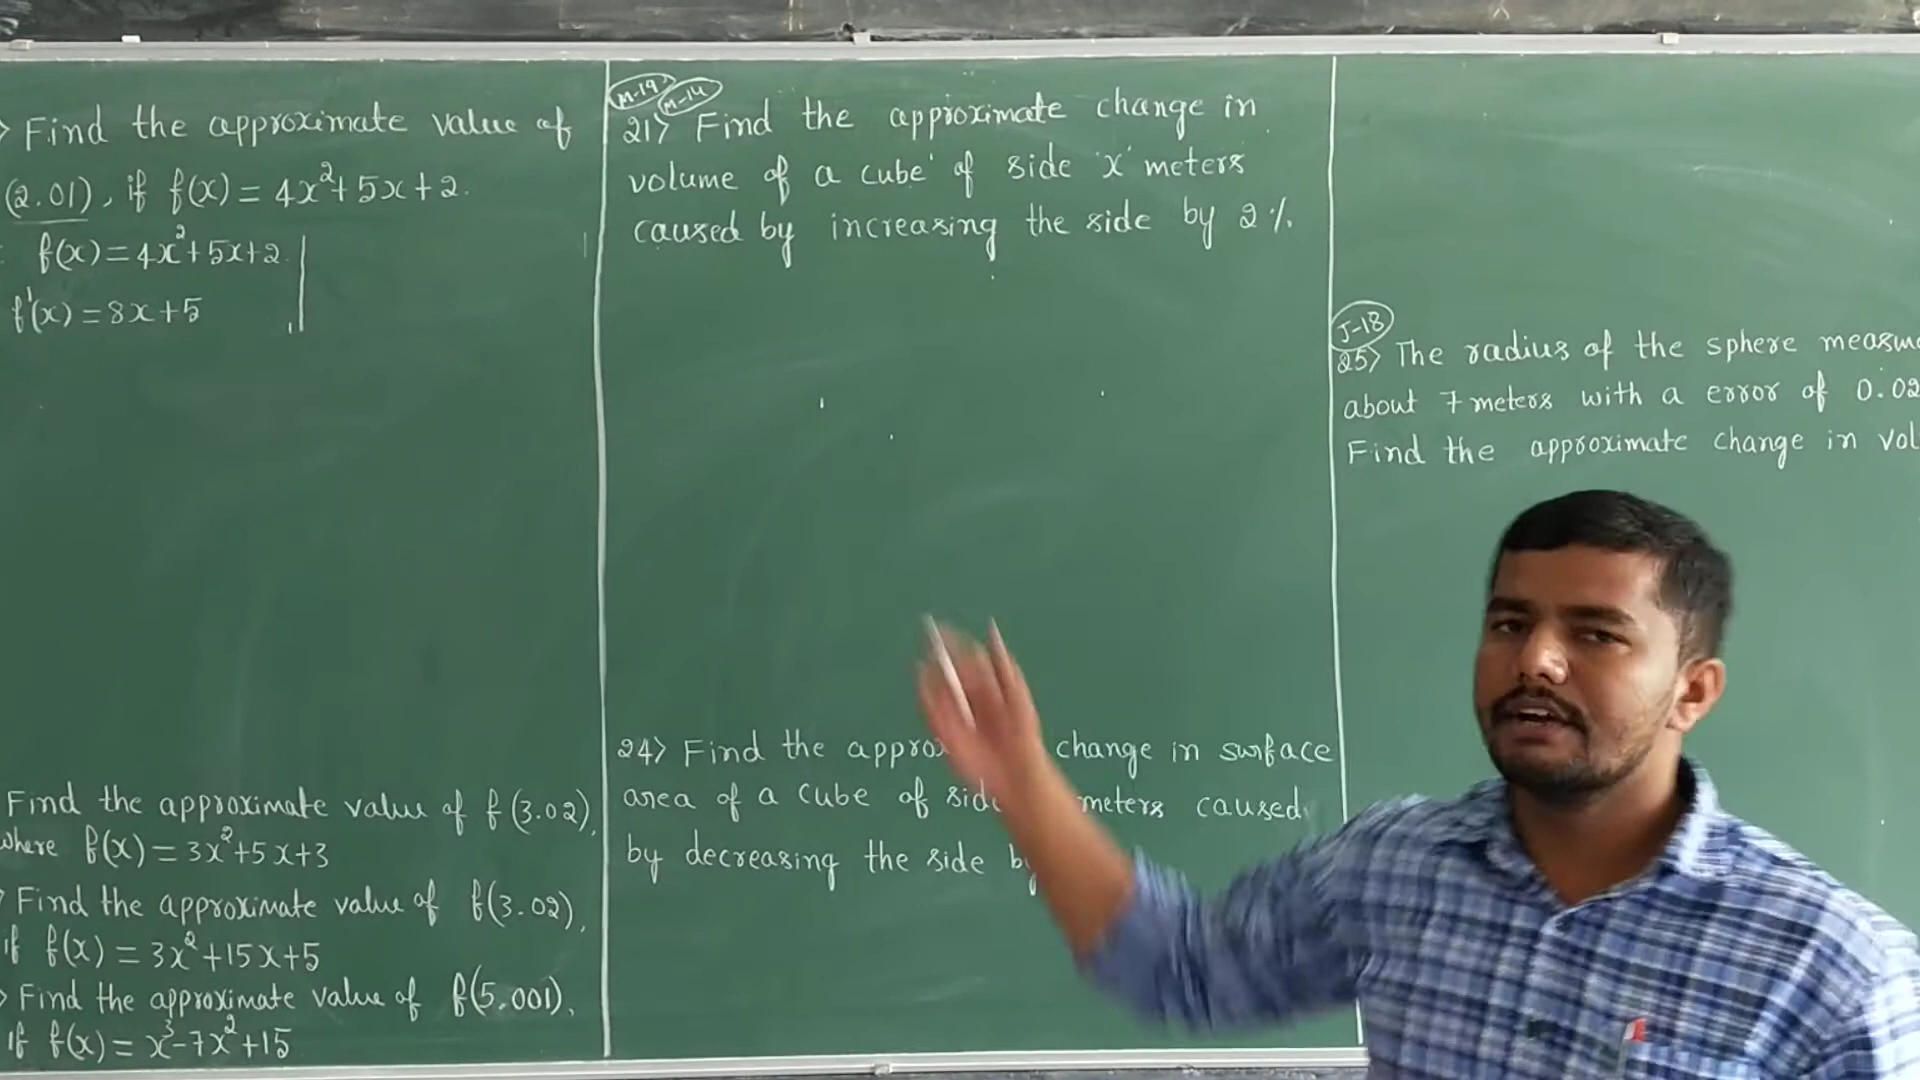 Find the approximate value of
(2.01), if f(x) = 4x²+5x+2.
f(x)=4x²+5x+2
f'(x)=8x+5
Find the approximate value of f(3.02),
where f(x)=3x²+5x+3
Find the approximate value of f(3.02),
if f(x) = 3x²+15x+5
Find the approximate value of f(5.001),
if f(x) = x³-7x²+15
M-19 M-14
21> Find the approximate change in
volume of a cube of side 'x' meters
caused by increasing the side by 2%.
24> Find the change in surface
area of a cube of meters caused
by decreasing the side
J-18
25> The radius of the sphere
about 7 meters with a error of 0.02
Find the approximate change in